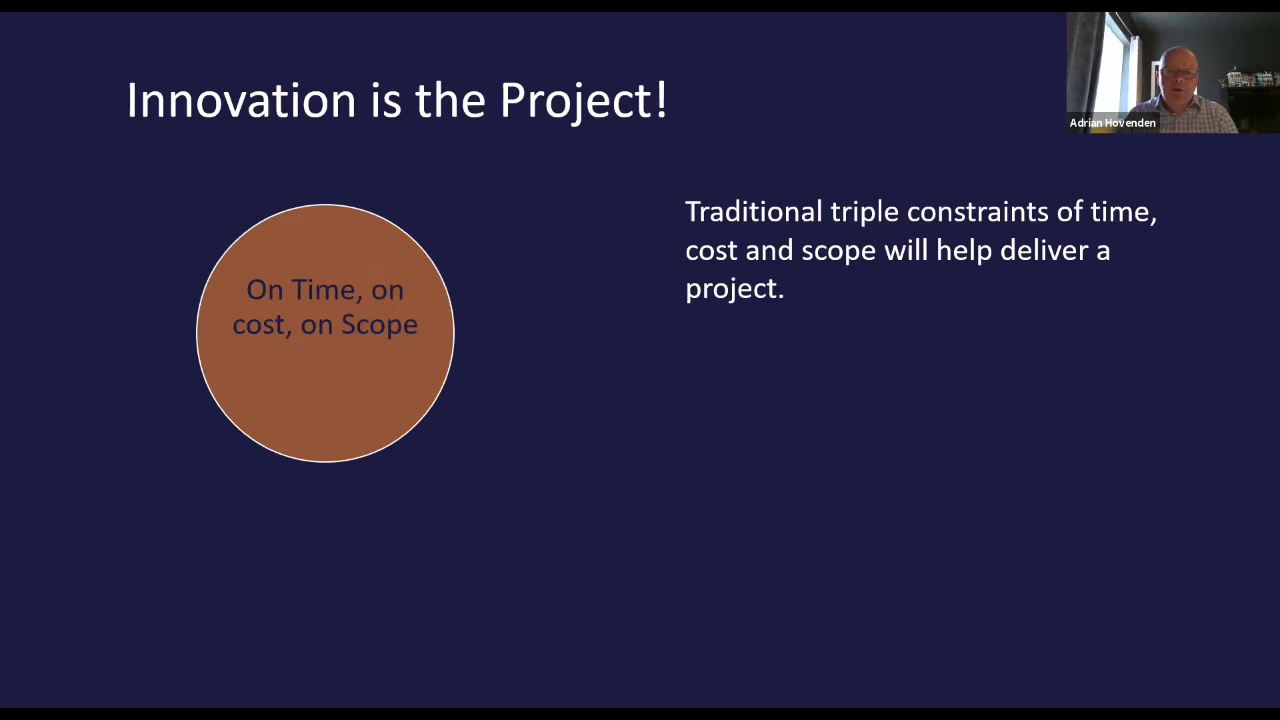 Innovation is the Project!
Adrian Hovenden
On Time, on
cost, on Scope
Traditional triple constraints of time,
cost and scope will help deliver a
project.